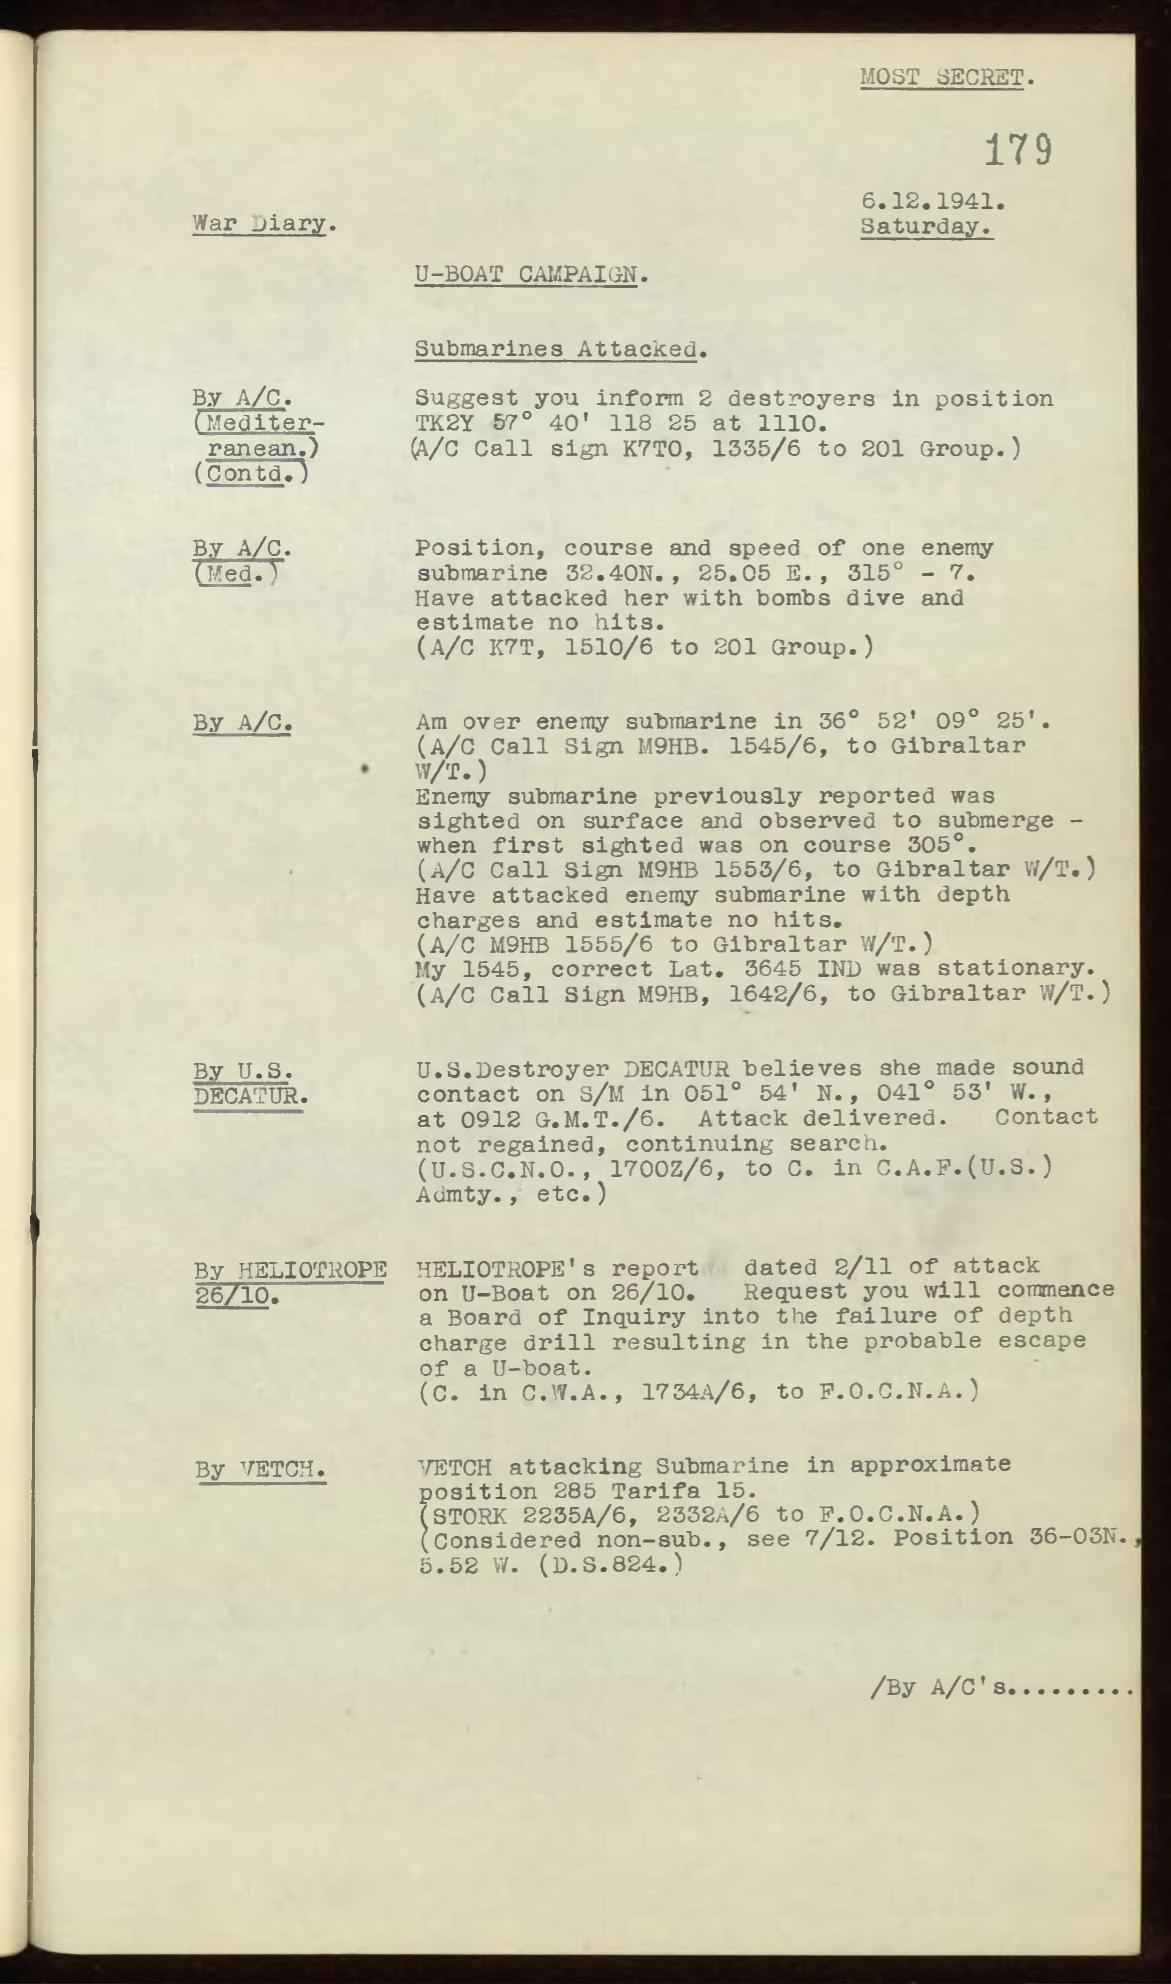 MOST SECRET.
179
6.12.1941.
War Diary.
Saturday.
U-BOAT CAMPAIGN.
Submarines Attacked.
By A/C.
(Mediter-
ranean.)
(Contd.)
Suggest you inform 2 destroyers in position
TK2Y 57° 40' 118 25 at 1110.
(A/C Call sign K7TO, 1335/6 to 201 Group.)
By A/C.
(Med.)
Position, course and speed of one enemy
submarine 32.40N., 25.05 E., 315° - 7.
Have attacked her with bombs dive and
estimate no hits.
(A/C K7T, 1510/6 to 201 Group.)
By A/C.
Am over enemy submarine in 36° 52' 09° 25'.
(A/C Call Sign M9HB. 1545/6, to Gibraltar
W/T.)
Enemy submarine previously reported was
sighted on surface and observed to submerge -
when first sighted was on course 305°.
(A/C Call Sign M9HB 1553/6, to Gibraltar W/T.)
Have attacked enemy submarine with depth
charges and estimate no hits.
(A/C M9HB 1555/6 to Gibraltar W/T.)
My 1545, correct Lat. 3645 IND was stationary.
(A/C Call Sign M9HB, 1642/6, to Gibraltar W/T.)
By U.S.
DECATUR.
U.S.Destroyer DECATUR believes she made sound
contact on S/M in 051° 54' N., 041° 53' W.,
at 0912 G.M.T./6. Attack delivered. Contact
not regained, continuing search.
(U.S.C.N.O., 1700Z/6, to C. in C.A.F.(U.S.)
Admty., etc.)
By HELIOTROPE
26/10.
HELIOTROPE's report dated 2/11 of attack
on U-Boat on 26/10. Request you will commence
a Board of Inquiry into the failure of depth
charge drill resulting in the probable escape
of a U-boat.
(C. in C.W.A., 1734A/6, to F.O.C.N.A.)
By VETCH.
VETCH attacking Submarine in approximate
position 285 Tarifa 15.
(STORK 2235A/6, 2332A/6 to F.O.C.N.A.)
(Considered non-sub., see 7/12. Position 36-03N.,
5.52 W. (D.S.824.)
/By A/C's.........